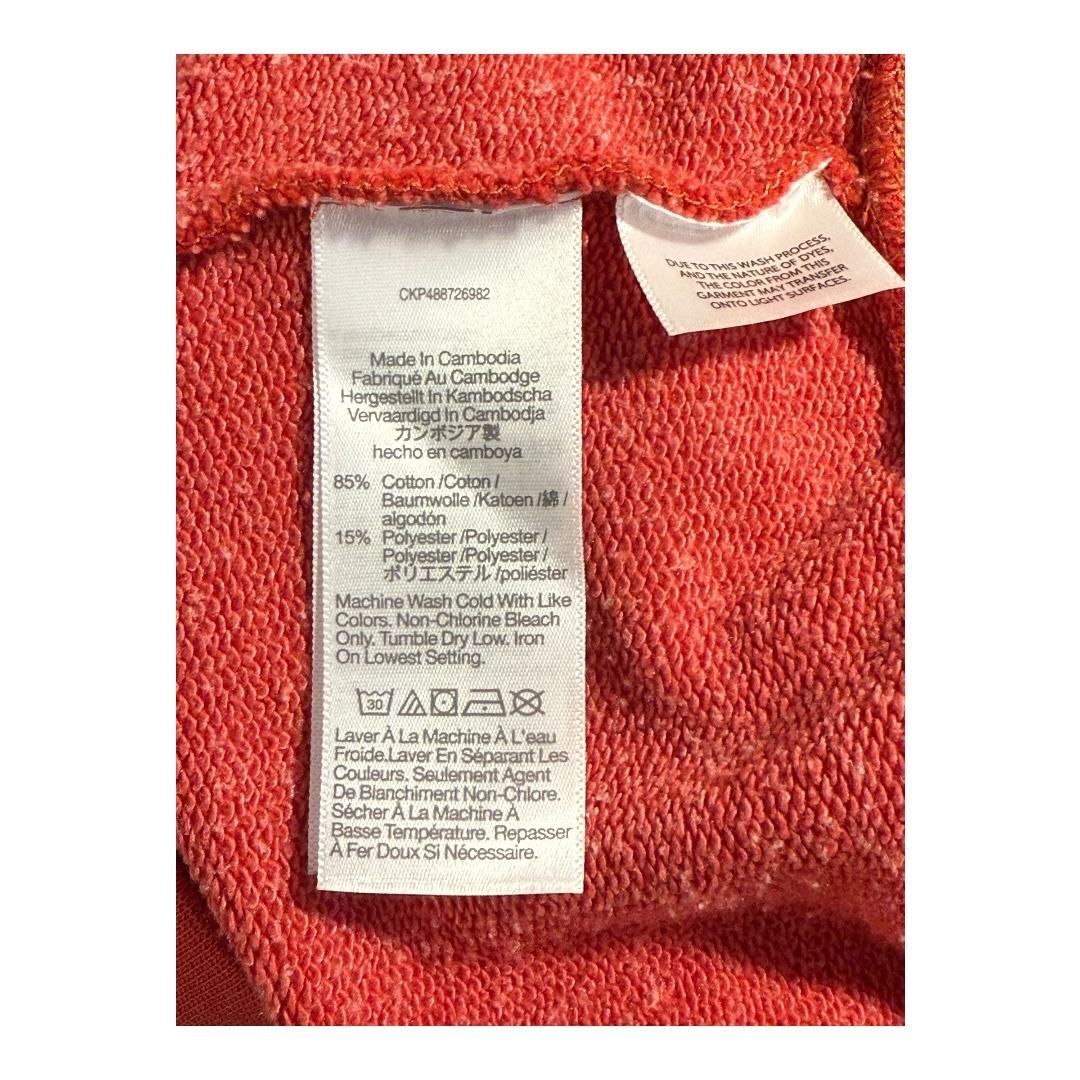 CKP488726982
Made In Cambodia
Fabriqué Au Cambodge
Hergestellt In Kambodscha
Vervaardigd In Cambodja
カンボジア製
hecho en camboya
85% Cotton /Coton /
Baumwolle /Katoen /綿 /
algodón
15% Polyester /Polyester /
Polyester /Polyester /
ポリエステル /poliéster
Machine Wash Cold With Like
Colors. Non-Chlorine Bleach
Only. Tumble Dry Low. Iron
On Lowest Setting.
30
Laver À La Machine À L'eau
Froide.Laver En Séparant Les
Couleurs. Seulement Agent
De Blanchiment Non-Chlore.
Sécher À La Machine À
Basse Température. Repasser
À Fer Doux Si Nécessaire.
DUE TO THIS WASH PROCESS,
AND THE NATURE OF DYES,
THE COLOR FROM THIS
GARMENT MAY TRANSFER
ONTO LIGHT SURFACES.